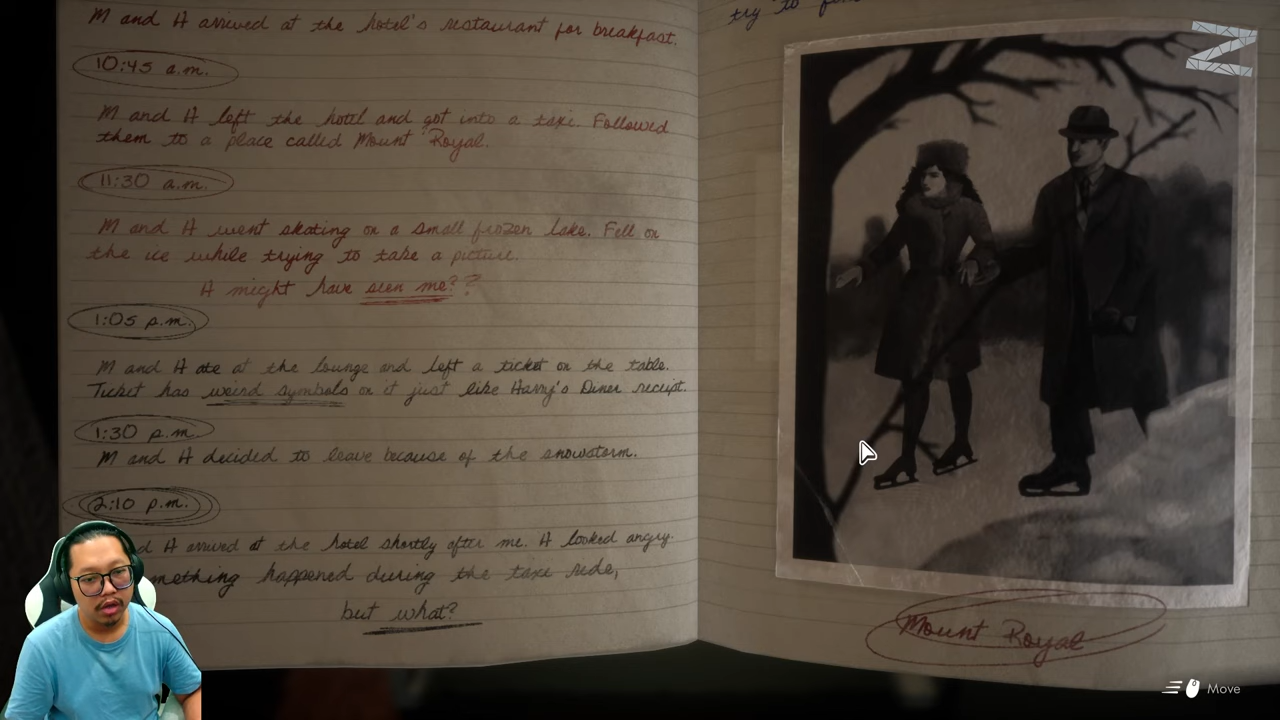 M and A arrived at the hotel's restaurant for breakfast.
10:45 a.m.
M and A left the hotel and got into a taxi. Followed
them to a place called Mount Royal.
11:30 a.m.
M and A went skating on a small frozen lake. Fell on
the ice while trying to take a picture.
A might have seen me??
1:05 p.m.
M and A ate at the lounge and left a ticket on the table.
Ticket has weird symbols on it just like Harry's Diner receipt.
1:30 p.m.
M and A decided to leave because of the snowstorm.
2:10 p.m.
A arrived at the hotel shortly after me. A looked angry.
mething happened during the taxi ride,
but what?
try to
Mount Royal
Move